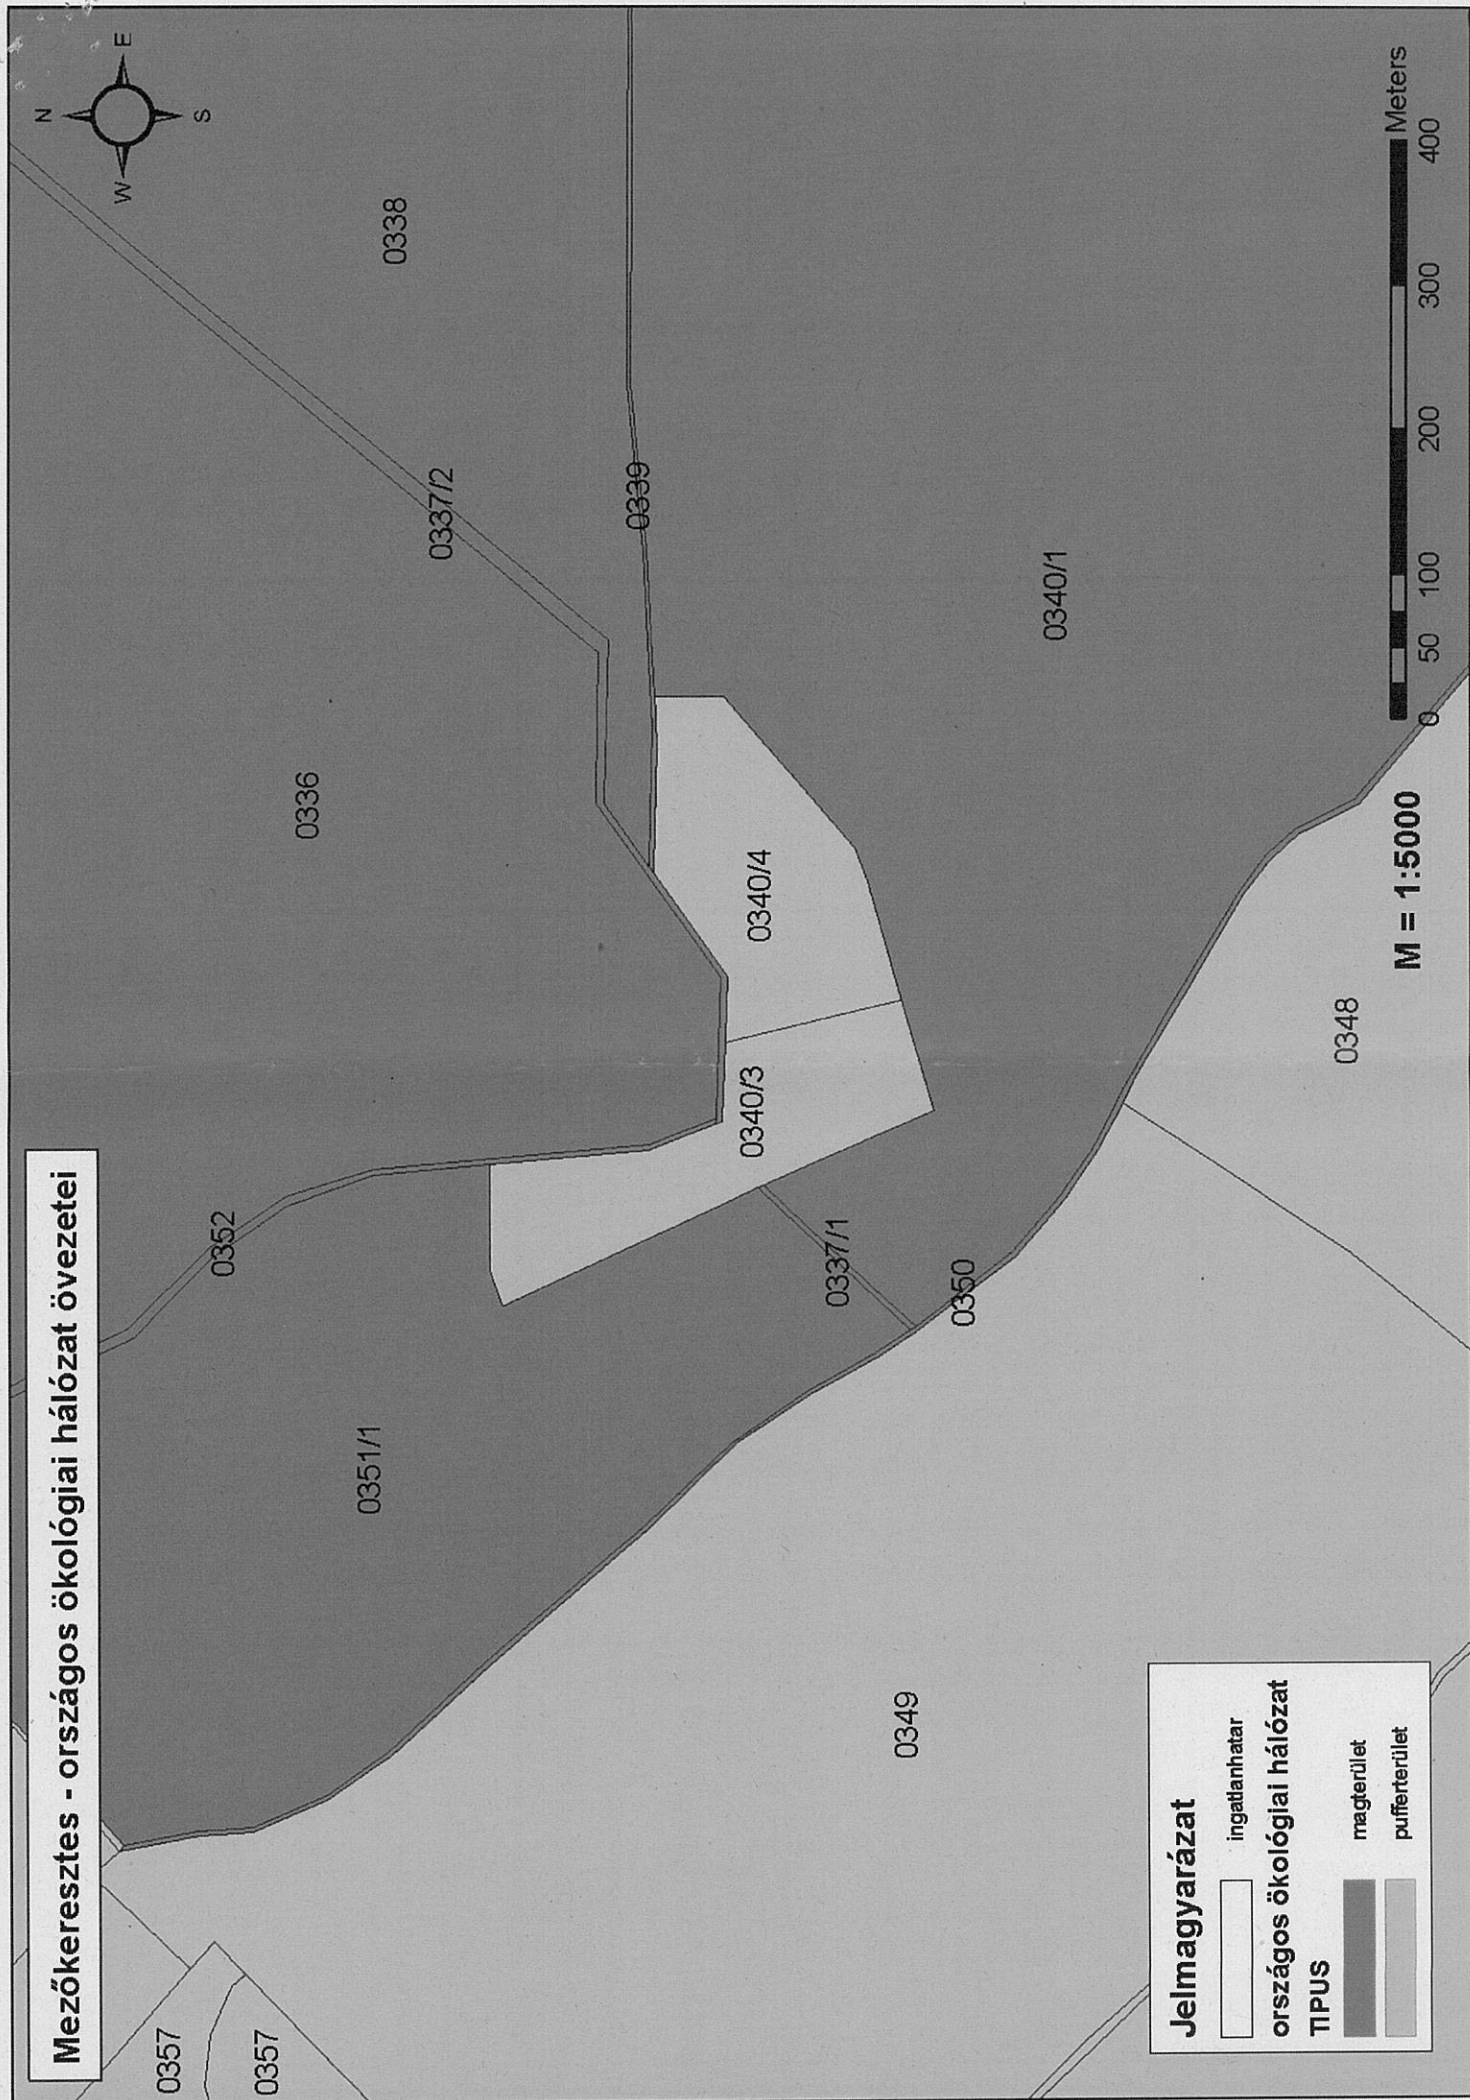 Mezőkeresztes - országos ökológiai hálózat övezetei
N
W
E
S
0357
0357
0352
0351/1
0336
0338
0337/2
0339
0340/4
0340/3
0337/1
0350
0340/1
0349
0348
Jelmagyarázat
ingatlanhatar
országos ökológiai hálózat
TIPUS
magterület
pufferterület
M = 1:5000
0 50 100 200 300 400 Meters